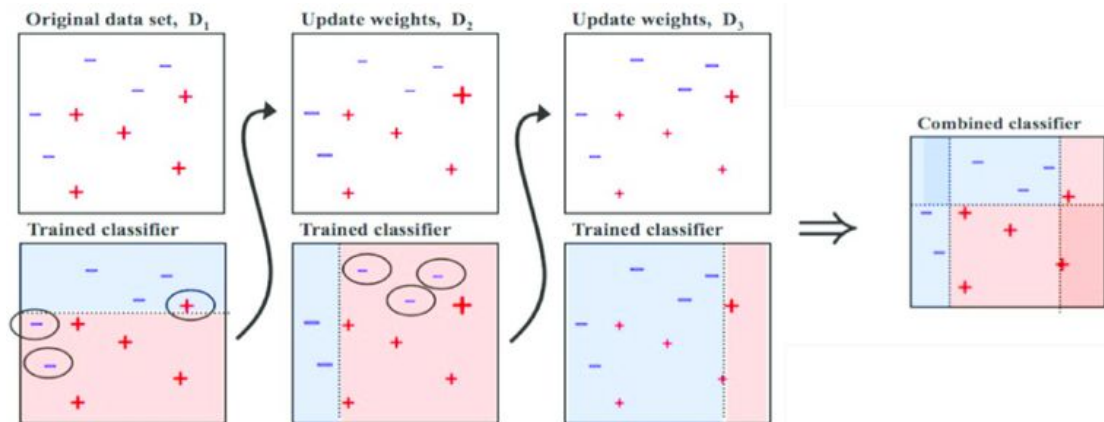 Original data set, D1
Update weights, D2
Update weights, D3
Combined classifier
Trained classifier
Trained classifier
Trained classifier